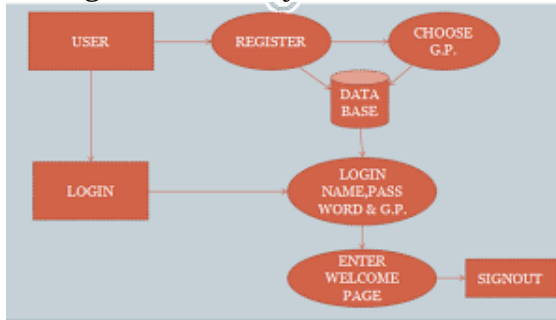 USER
REGISTER
CHOOSE
G.P.
DATA
BASE
LOGIN
LOGIN
NAME,PASS
WORD & G.P.
ENTER
WELCOME
PAGE
SIGNOUT